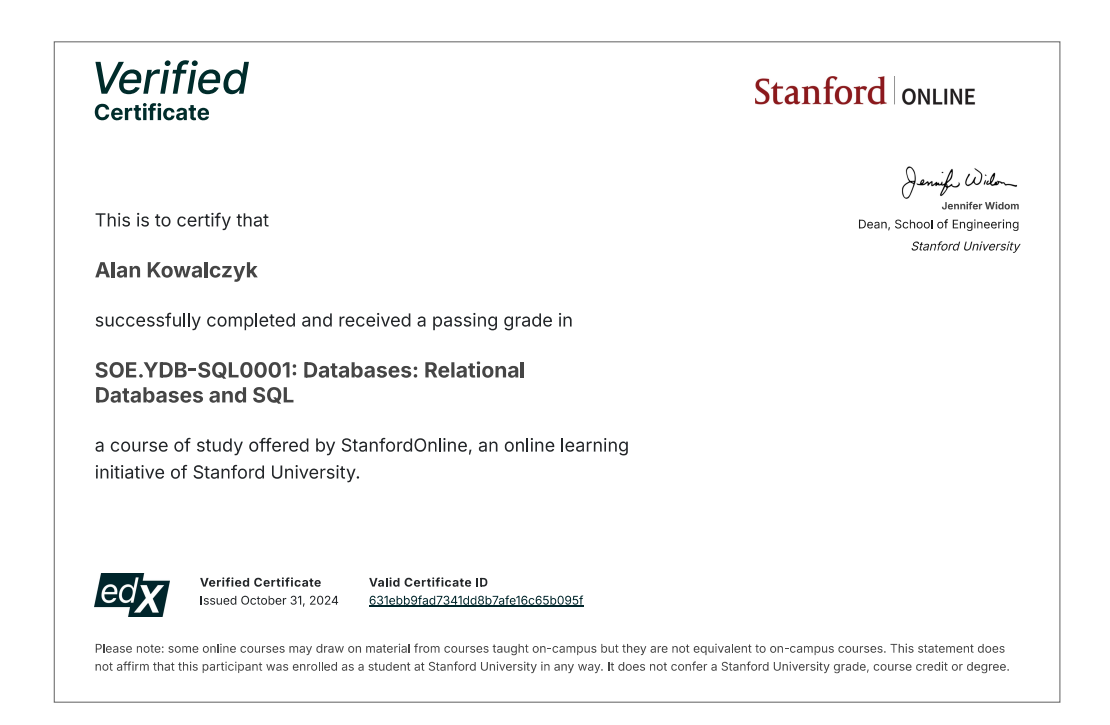 Verified
Certificate
Stanford ONLINE
Jennifer Widom
Jennifer Widom
Dean, School of Engineering
Stanford University
This is to certify that
Alan Kowalczyk
successfully completed and received a passing grade in
SOE.YDB-SQL0001: Databases: Relational
Databases and SQL
a course of study offered by StanfordOnline, an online learning
initiative of Stanford University.
edX
Verified Certificate
Issued October 31, 2024
Valid Certificate ID
631ebb9fad7341dd8b7afe16c65b095f
Please note: some online courses may draw on material from courses taught on-campus but they are not equivalent to on-campus courses. This statement does
not affirm that this participant was enrolled as a student at Stanford University in any way. It does not confer a Stanford University grade, course credit or degree.